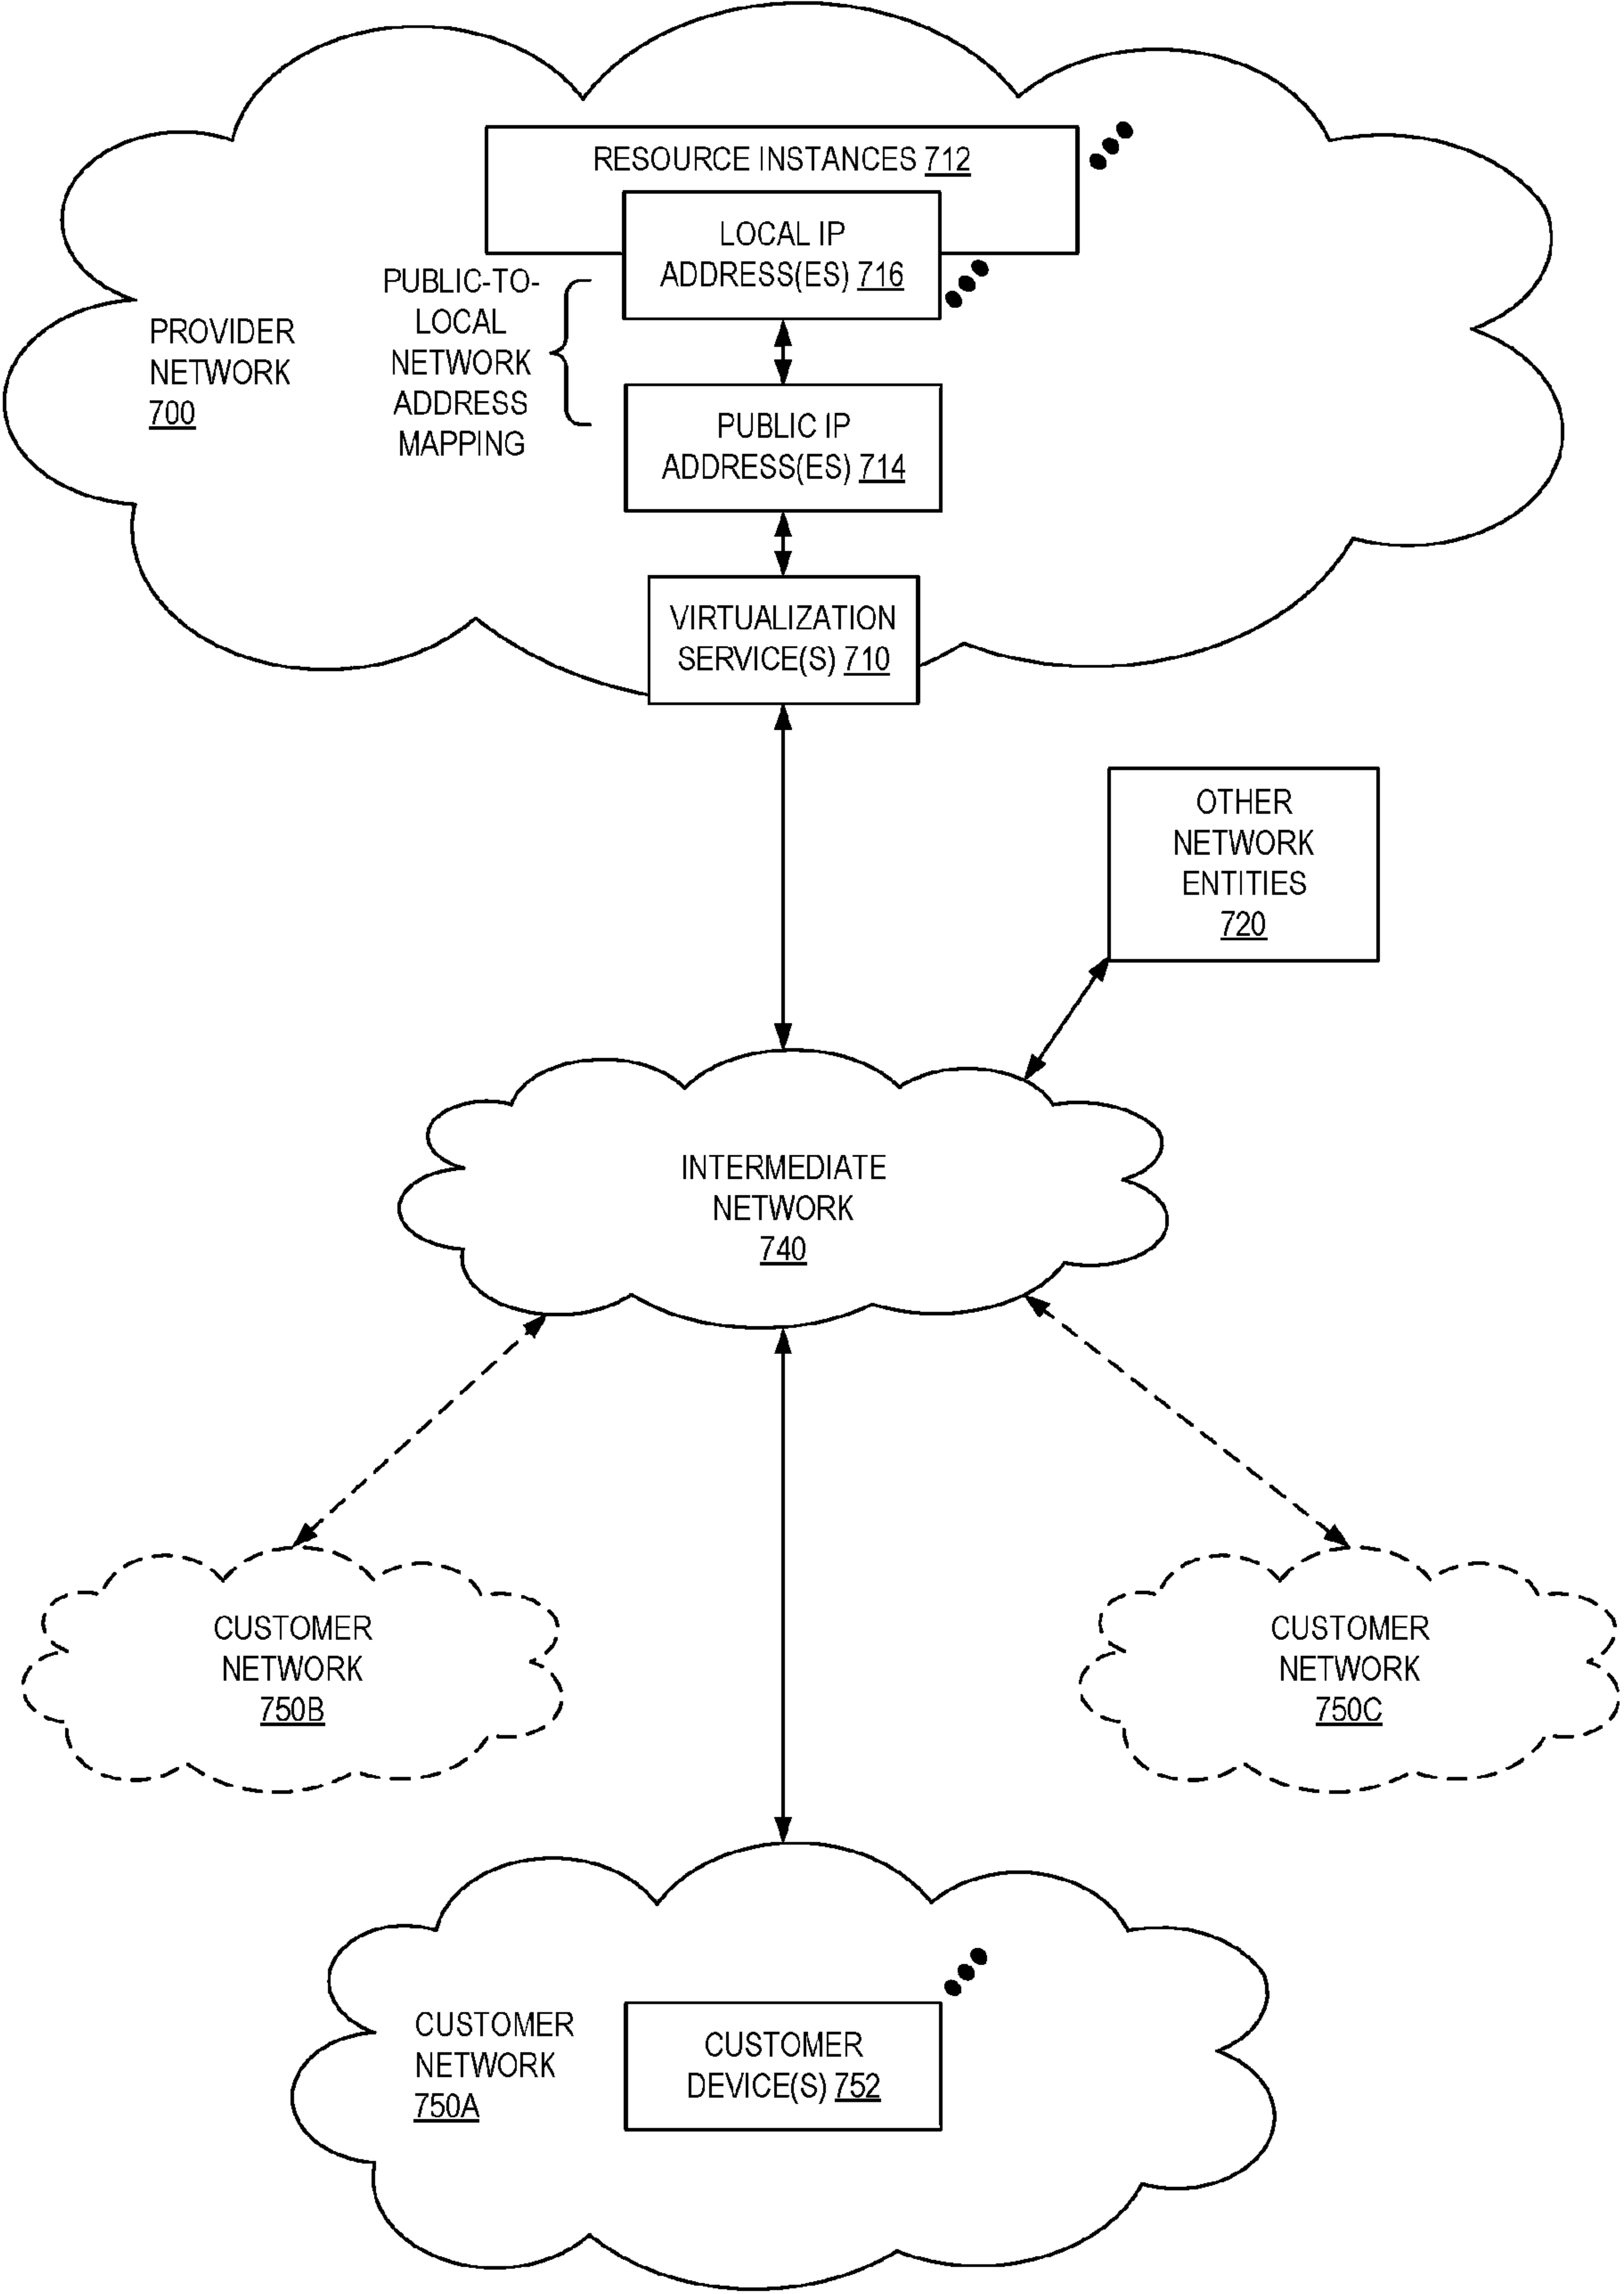 RESOURCE INSTANCES 712
LOCAL IP
ADDRESS(ES) 716
PUBLIC-TO-
LOCAL
NETWORK
ADDRESS
MAPPING
PROVIDER
NETWORK
700
PUBLIC IP
ADDRESS(ES) 714
VIRTUALIZATION
SERVICE(S) 710
OTHER
NETWORK
ENTITIES
720
INTERMEDIATE
NETWORK
740
CUSTOMER
NETWORK
750B
CUSTOMER
NETWORK
750C
CUSTOMER
NETWORK
750A
CUSTOMER
DEVICE(S) 752